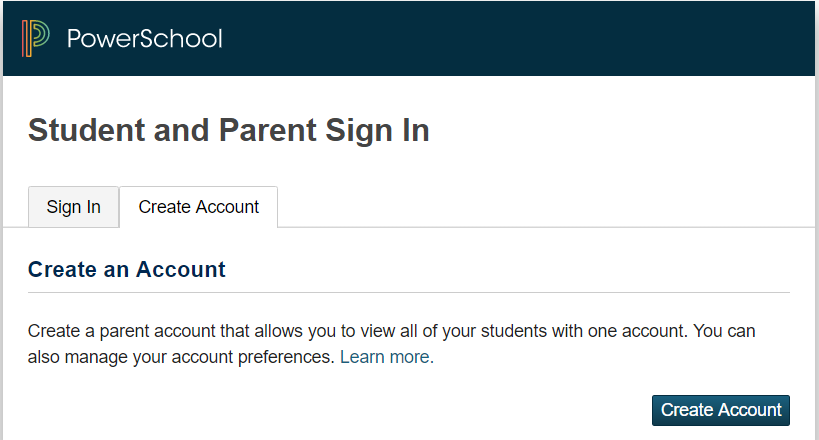 PowerSchool
Student and Parent Sign In
Sign In
Create Account
Create an Account
Create a parent account that allows you to view all of your students with one account. You can
also manage your account preferences. Learn more.
Create Account